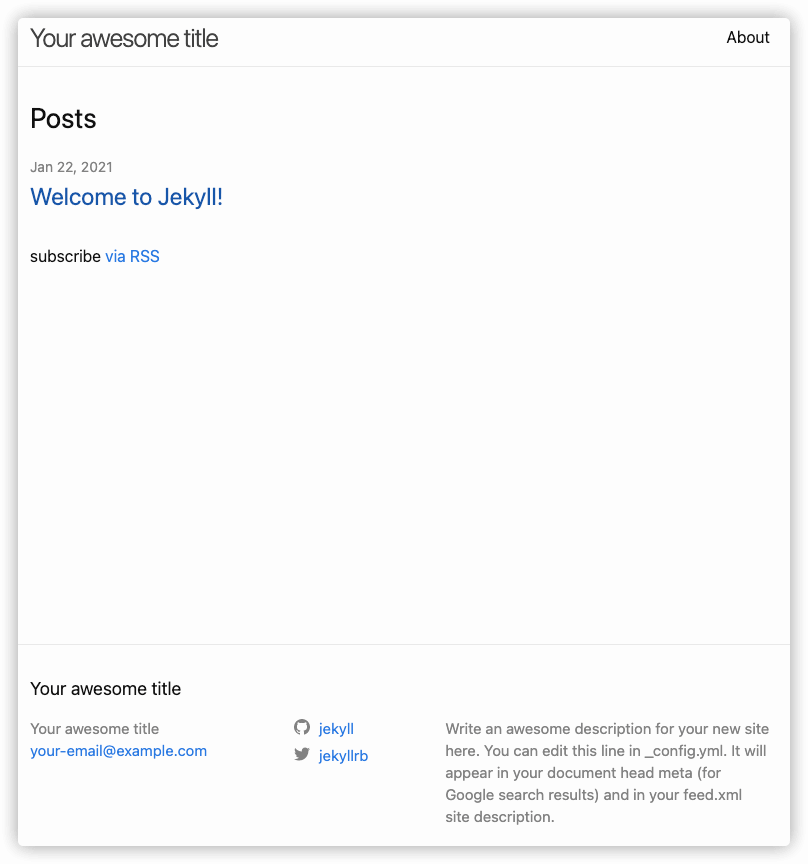 Your awesome title
About
Posts
Jan 22, 2021
Welcome to Jekyll!
subscribe via RSS
Your awesome title
Your awesome title
your-email@example.com
jekyll
jekyllrb
Write an awesome description for your new site
here. You can edit this line in _config.yml. It will
appear in your document head meta (for
Google search results) and in your feed.xml
site description.